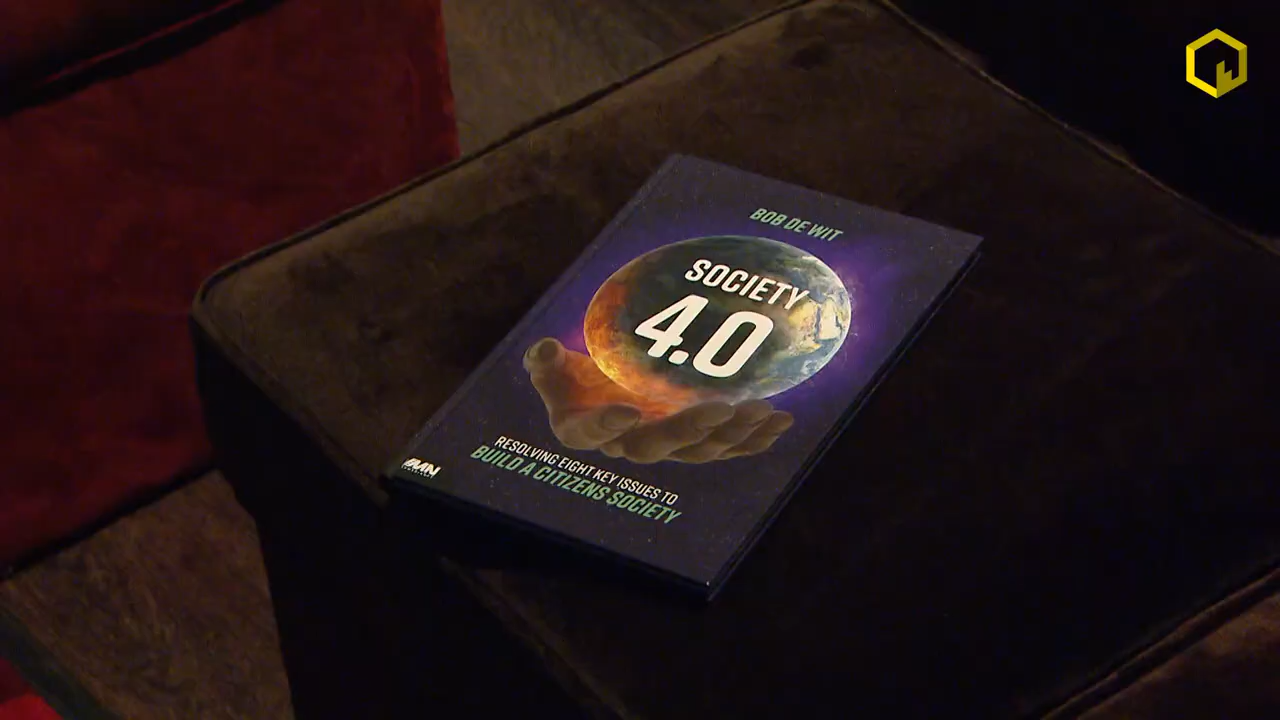 BOB DE WIT
SOCIETY
4.0
RESOLVING EIGHT KEY ISSUES TO
BUILD A CITIZENS SOCIETY